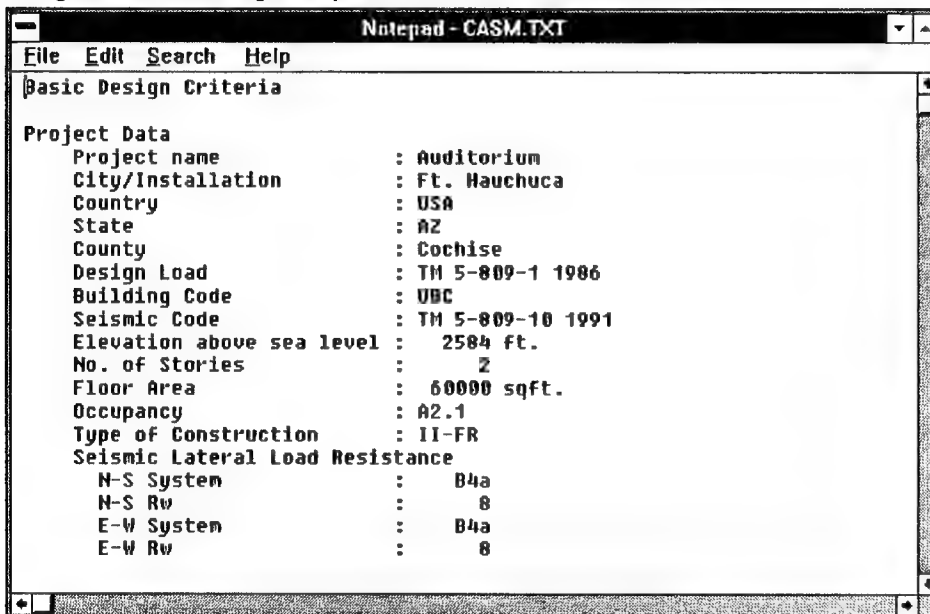 Notepad - CASM.TXT
File Edit Search Help
Basic Design Criteria
Project Data
Project name : Auditorium
City/Installation : Ft. Hauchuca
Country : USA
State : AZ
County : Cochise
Design Load : TM 5-809-1 1986
Building Code : UBC
Seismic Code : TM 5-809-10 1991
Elevation above sea level : 2584 ft.
No. of Stories : 2
Floor Area : 60000 sqft.
Occupancy : A2.1
Type of Construction : II-FR
Seismic Lateral Load Resistance
N-S System : B4a
N-S Rw : 8
E-W System : B4a
E-W Rw : 8